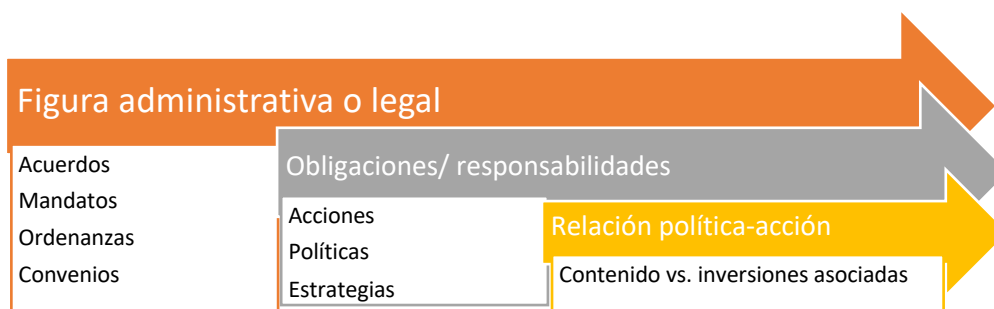 Figura administrativa o legal
Acuerdos
Mandatos
Ordenanzas
Convenios
Obligaciones/ responsabilidades
Acciones
Políticas
Estrategias
Relación política-acción
Contenido vs. inversiones asociadas